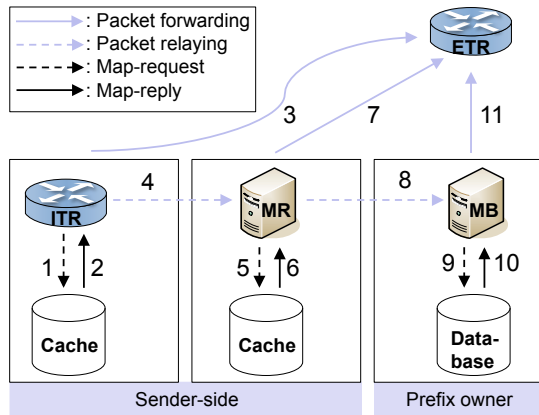 : Packet forwarding
: Packet relaying
: Map-request
: Map-reply
ETR
3
7
11
4
8
ITR
MR
MB
1
2
5
6
9
10
Cache
Cache
Data-
base
Sender-side
Prefix owner